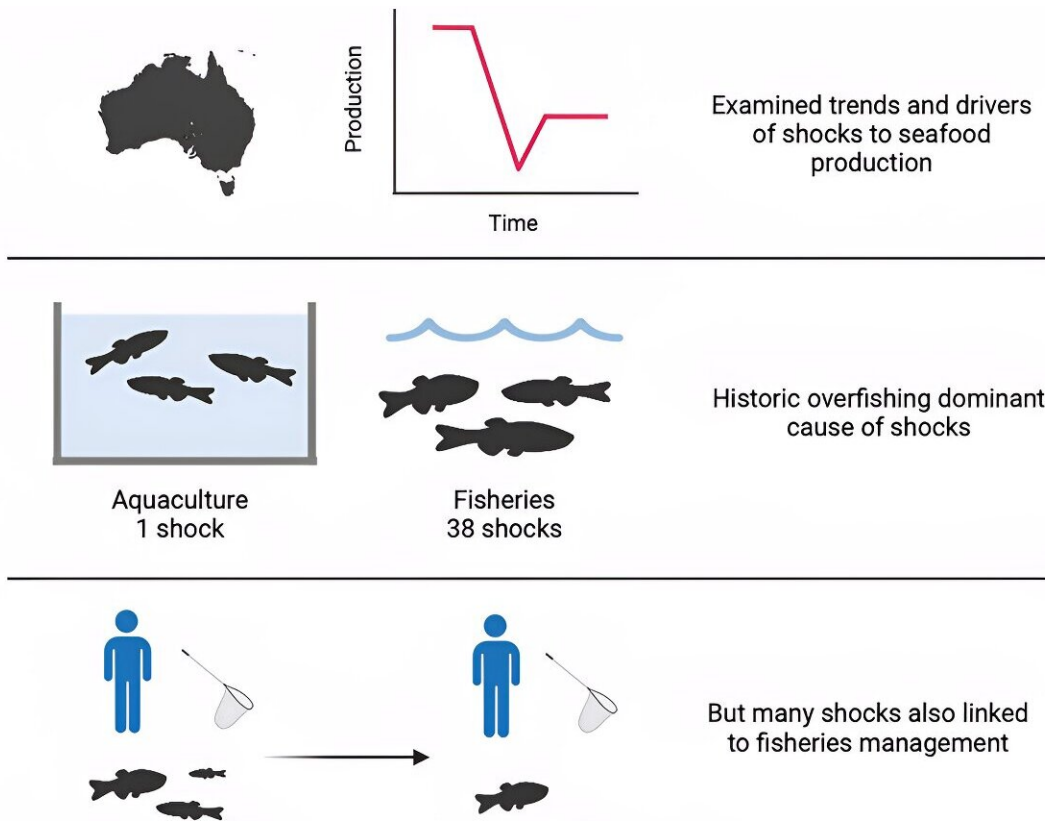 Production
Time
Examined trends and drivers
of shocks to seafood
production
Aquaculture
1 shock
Fisheries
38 shocks
Historic overfishing dominant
cause of shocks
But many shocks also linked
to fisheries management